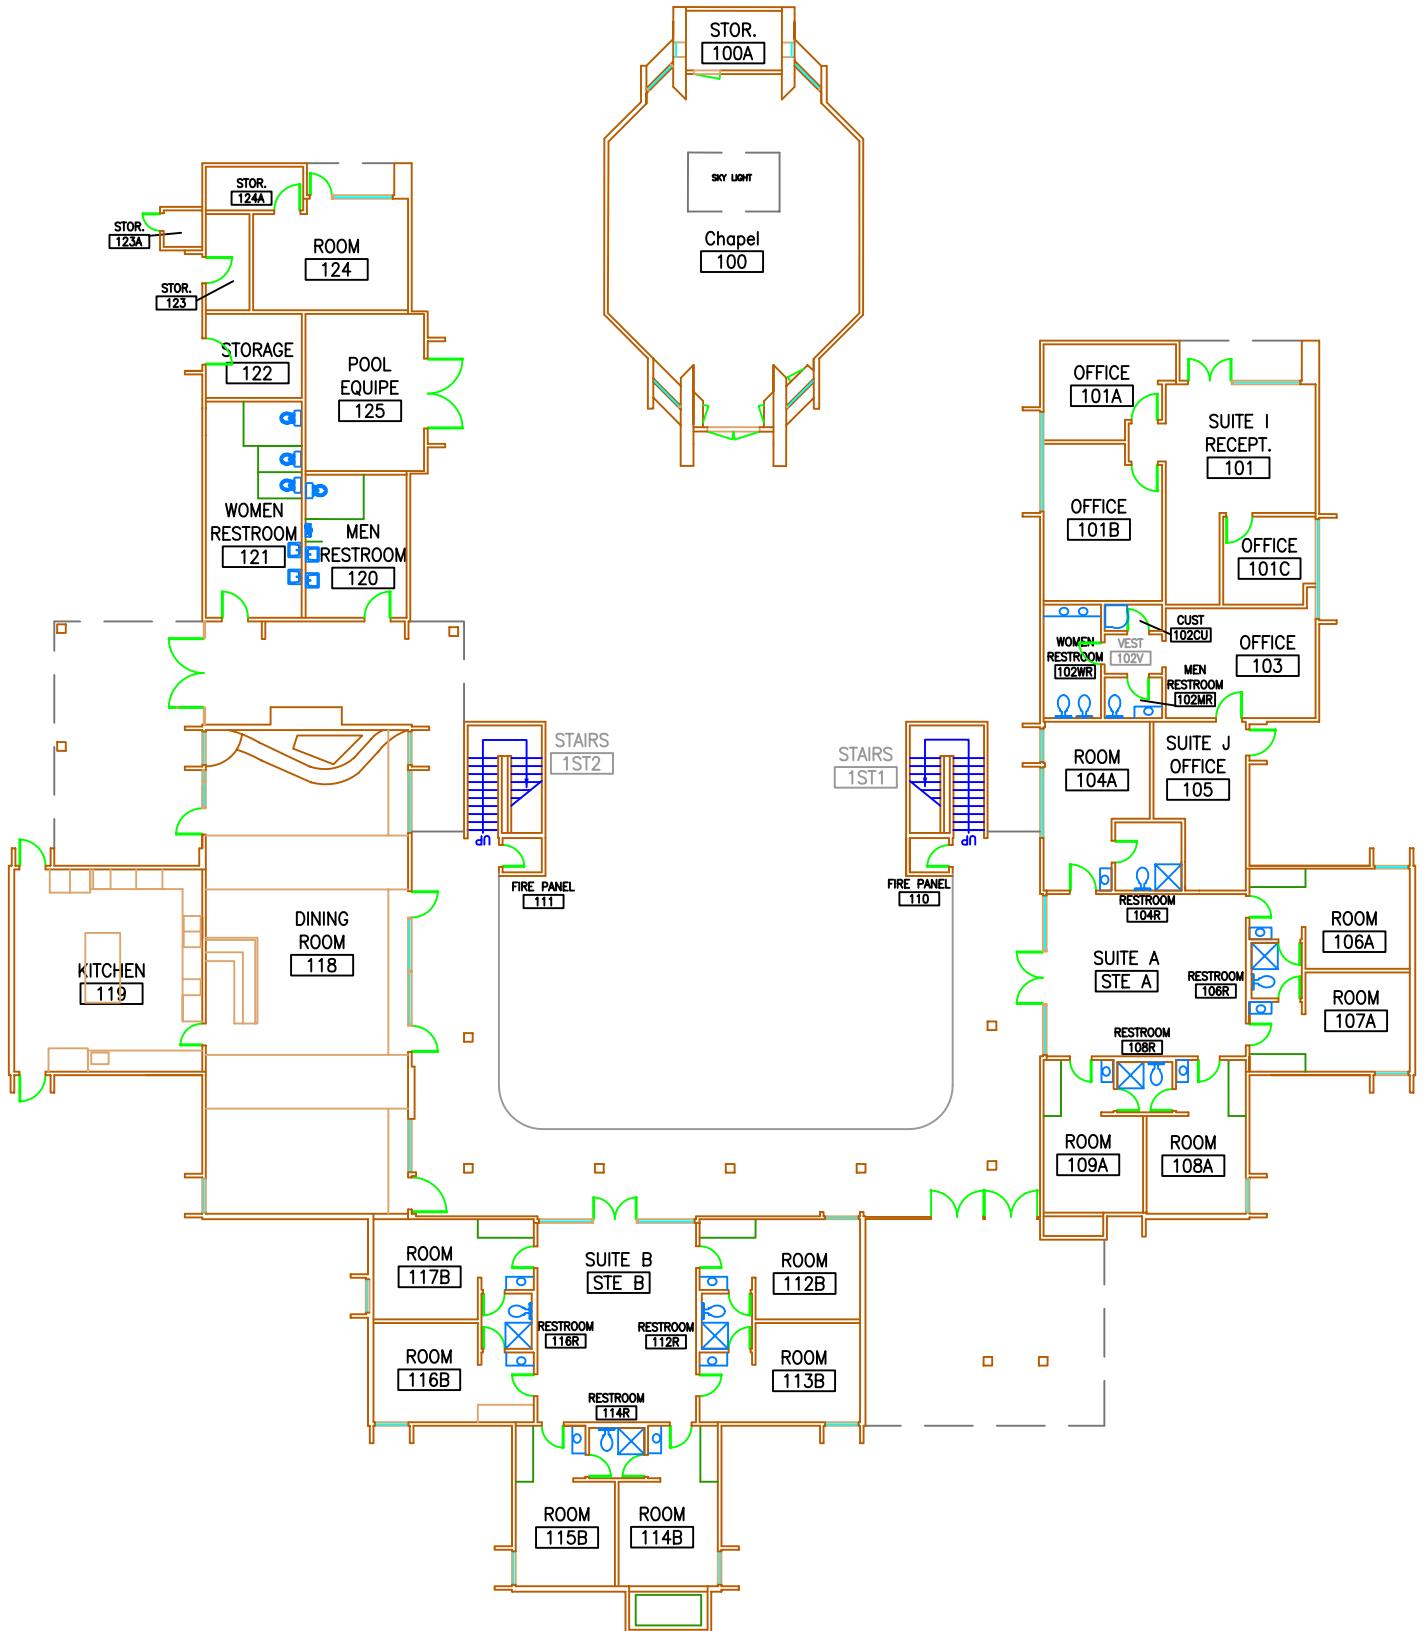 STOR.
100A
SKY LIGHT
Chapel
100
STOR.
124A
STOR.
123A
ROOM
124
STOR.
123
STORAGE
122
POOL
EQUIPE
125
WOMEN
RESTROOM
121
MEN
RESTROOM
120
OFFICE
101A
SUITE I
RECEPT.
101
OFFICE
101B
OFFICE
101C
CUST
102CU
WOMEN
RESTROOM
102WR
VEST
102V
MEN
RESTROOM
102MR
OFFICE
103
STAIRS
1ST2
STAIRS
1ST1
UP
UP
ROOM
104A
SUITE J
OFFICE
105
FIRE PANEL
111
FIRE PANEL
110
RESTROOM
104R
DINING
ROOM
118
KITCHEN
119
SUITE A
STE A
RESTROOM
106R
ROOM
106A
ROOM
107A
RESTROOM
108R
ROOM
109A
ROOM
108A
ROOM
117B
SUITE B
STE B
ROOM
112B
RESTROOM
116R
RESTROOM
112R
ROOM
116B
ROOM
113B
RESTROOM
114R
ROOM
115B
ROOM
114B